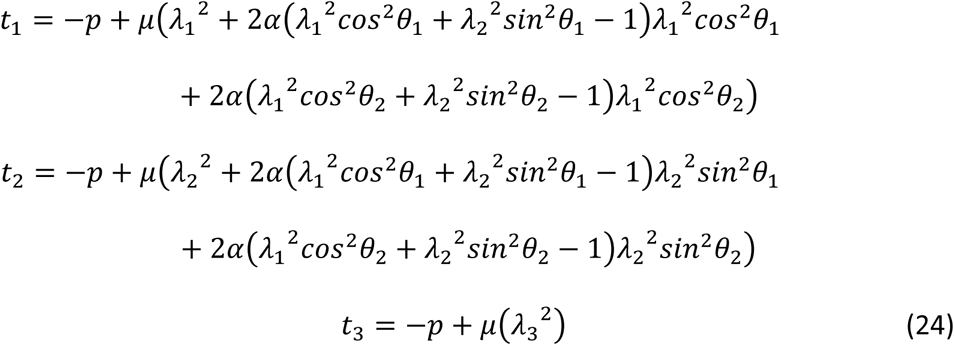 t₁ = −p + μ(λ₁² + 2α(λ₁²cos²θ₁ + λ₂²sin²θ₁ − 1)λ₁²cos²θ₁
+ 2α(λ₁²cos²θ₂ + λ₂²sin²θ₂ − 1)λ₁²cos²θ₂)
t₂ = −p + μ(λ₂² + 2α(λ₁²cos²θ₁ + λ₂²sin²θ₁ − 1)λ₂²sin²θ₁
+ 2α(λ₁²cos²θ₂ + λ₂²sin²θ₂ − 1)λ₂²sin²θ₂)
t₃ = −p + μ(λ₃²) (24)